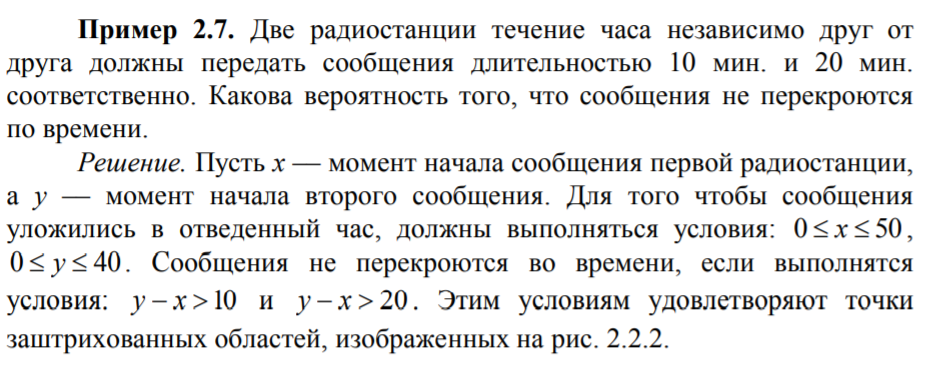 Пример 2.7. Две радиостанции течение часа независимо друг от
друга должны передать сообщения длительностью 10 мин. и 20 мин.
соответственно. Какова вероятность того, что сообщения не перекроются
по времени.
Решение. Пусть x — момент начала сообщения первой радиостанции,
а y — момент начала второго сообщения. Для того чтобы сообщения
уложились в отведенный час, должны выполняться условия: 0 ≤ x ≤ 50,
0 ≤ y ≤ 40. Сообщения не перекроются во времени, если выполнятся
условия: y − x > 10 и y − x > 20. Этим условиям удовлетворяют точки
заштрихованных областей, изображенных на рис. 2.2.2.